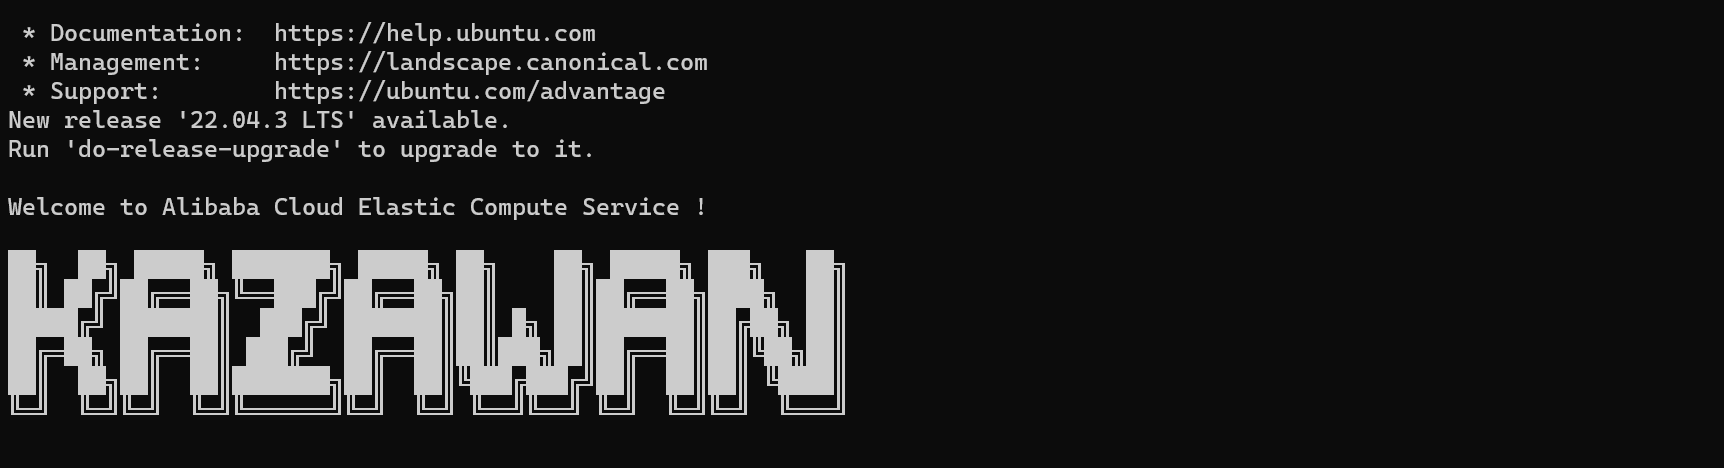 * Documentation:  https://help.ubuntu.com
* Management:     https://landscape.canonical.com
* Support:        https://ubuntu.com/advantage
New release '22.04.3 LTS' available.
Run 'do-release-upgrade' to upgrade to it.
Welcome to Alibaba Cloud Elastic Compute Service !
KAZAWAN